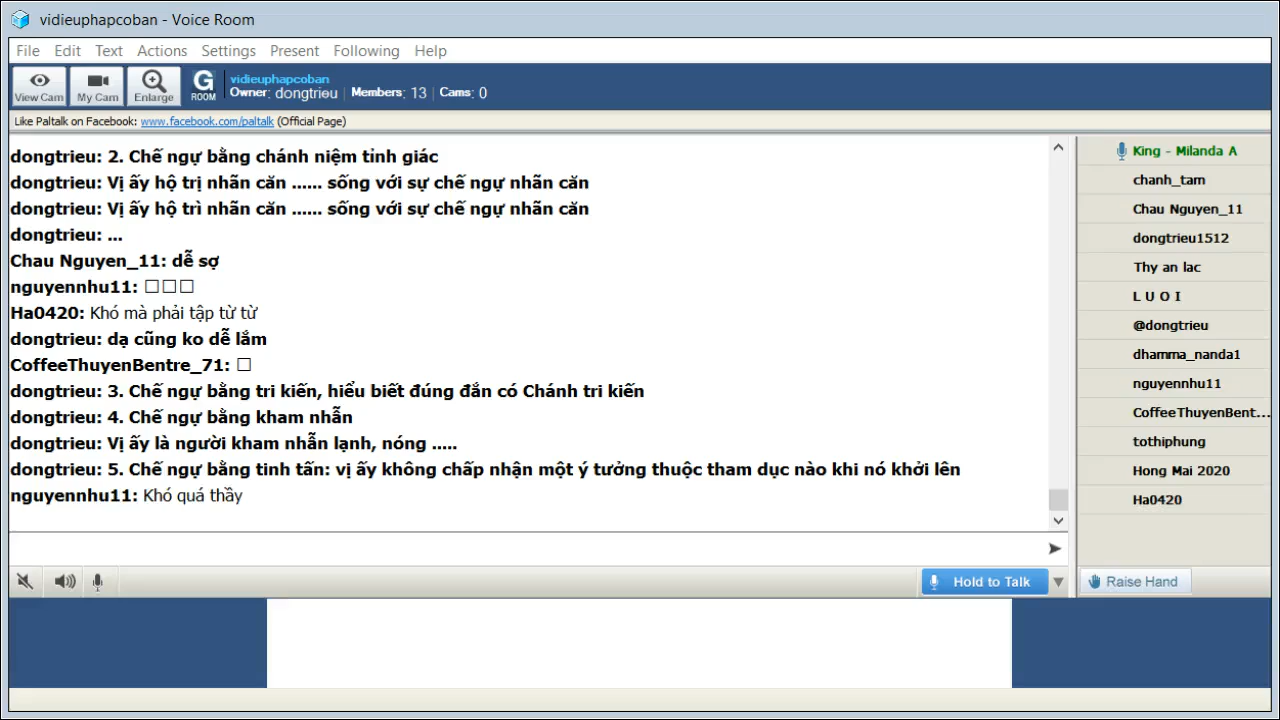 vidieuphapcoban - Voice Room
File Edit Text Actions Settings Present Following Help
View Cam My Cam Enlarge G ROOM
vidieuphapcoban
Owner: dongtrieu | Members: 13 | Cams: 0
Like Paltalk on Facebook: www.facebook.com/paltalk (Official Page)
dongtrieu: 2. Chế ngự bằng chánh niệm tỉnh giác
dongtrieu: Vị ấy hộ trị nhãn căn ...... sống với sự chế ngự nhãn căn
dongtrieu: Vị ấy hộ trì nhãn căn ...... sống với sự chế ngự nhãn căn
dongtrieu: ...
Chau Nguyen_11: dễ sợ
nguyennhu11: □□□
Ha0420: Khó mà phải tập từ từ
dongtrieu: dạ cũng ko dễ lắm
CoffeeThuyenBentre_71: □
dongtrieu: 3. Chế ngự bằng tri kiến, hiểu biết đúng đắn có Chánh tri kiến
dongtrieu: 4. Chế ngự bằng kham nhẫn
dongtrieu: Vị ấy là người kham nhẫn lạnh, nóng .....
dongtrieu: 5. Chế ngự bằng tinh tấn: vị ấy không chấp nhận một ý tưởng thuộc tham dục nào khi nó khởi lên
nguyennhu11: Khó quá thầy
King - Milanda A
chanh_tam
Chau Nguyen_11
dongtrieu1512
Thy an lac
L U O I
@dongtrieu
dhamma_nanda1
nguyennhu11
CoffeeThuyenBent...
tothiphung
Hong Mai 2020
Ha0420
Hold to Talk
Raise Hand